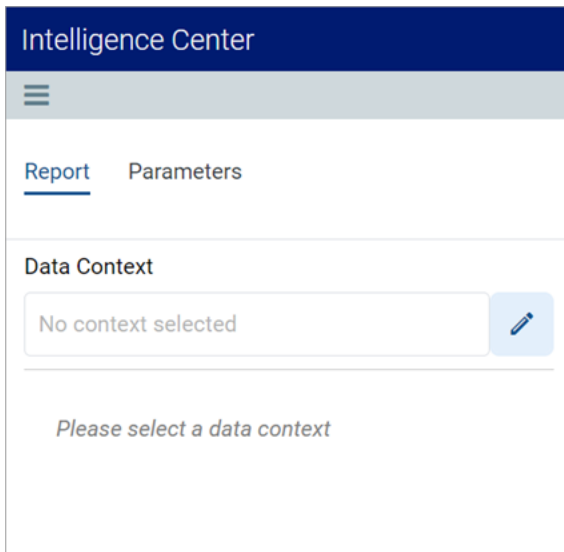 Intelligence Center
Report Parameters
Data Context
No context selected
Please select a data context